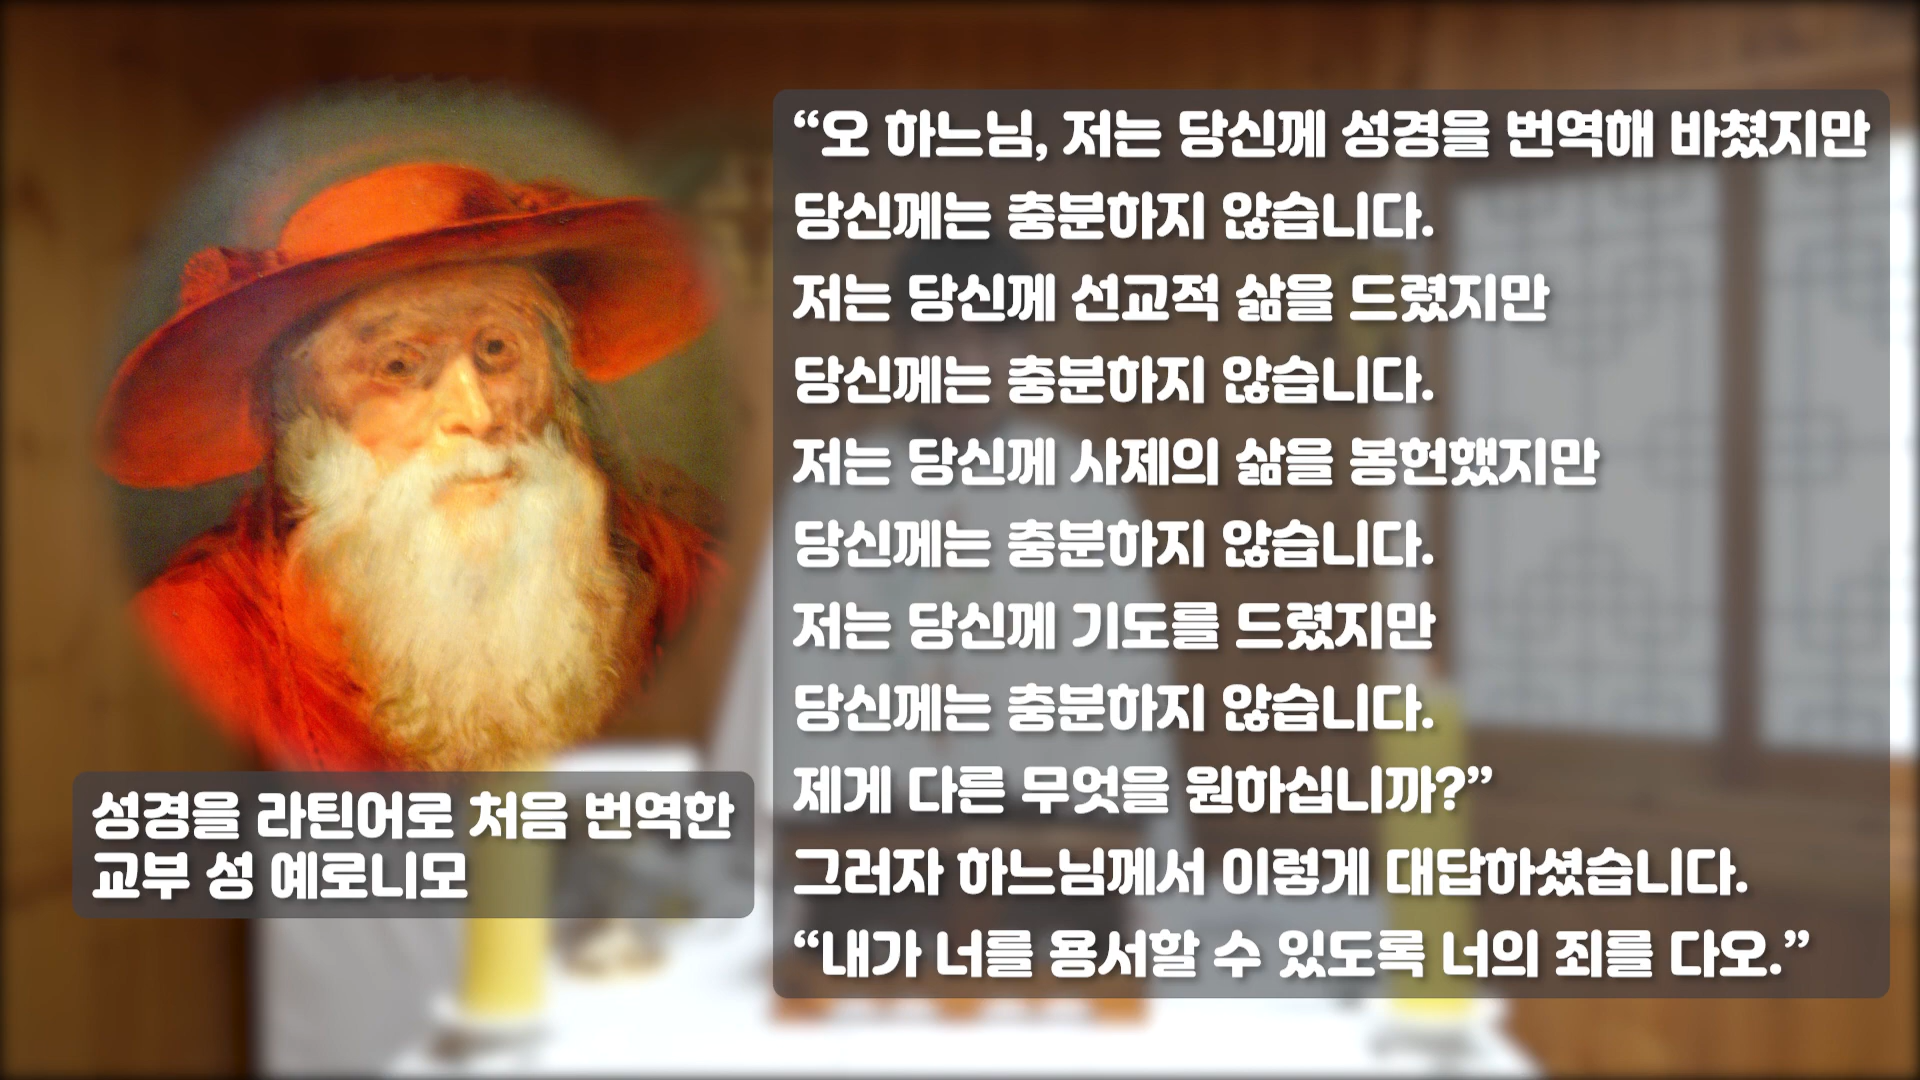 “오 하느님, 저는 당신께 성경을 번역해 바쳤지만
당신께는 충분하지 않습니다.
저는 당신께 선교적 삶을 드렸지만
당신께는 충분하지 않습니다.
저는 당신께 사제의 삶을 봉헌했지만
당신께는 충분하지 않습니다.
저는 당신께 기도를 드렸지만
당신께는 충분하지 않습니다.
제게 다른 무엇을 원하십니까?”
그러자 하느님께서 이렇게 대답하셨습니다.
“내가 너를 용서할 수 있도록 너의 죄를 다오.”
성경을 라틴어로 처음 번역한
교부 성 예로니모